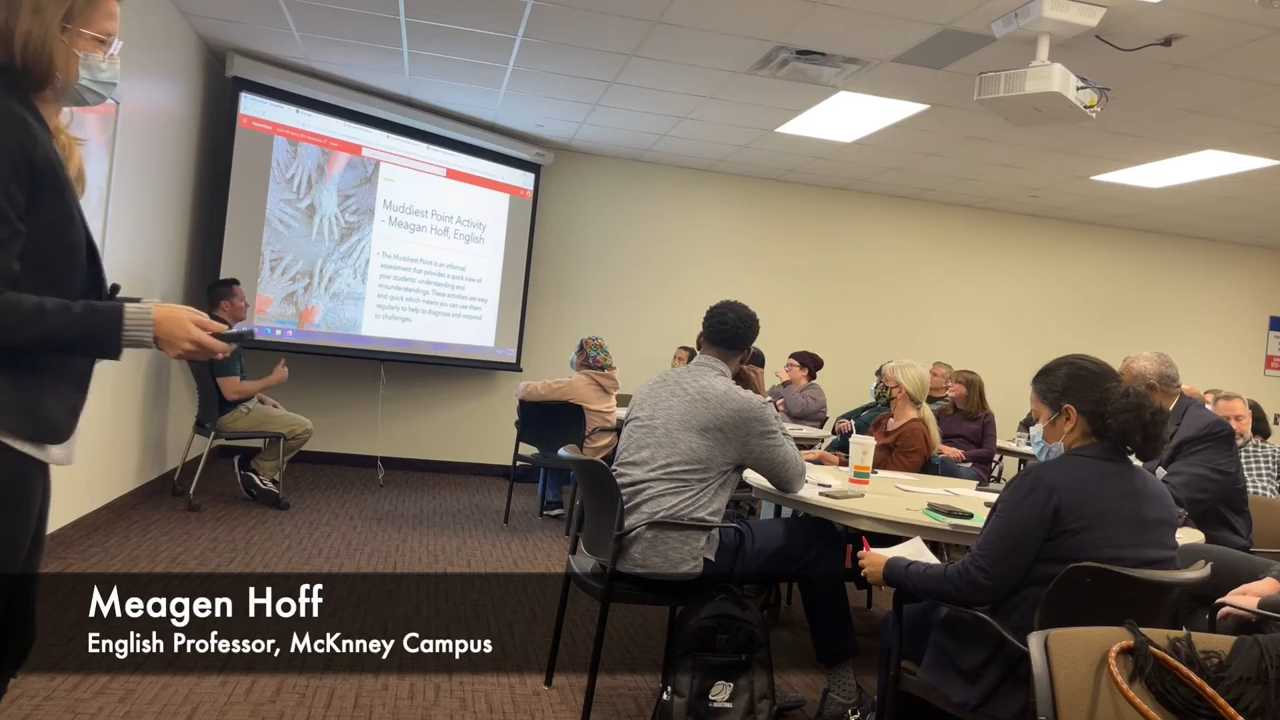 Muddiest Point Activity
– Meagan Hoff, English
• The Muddiest Point is an informal
assessment that provides a quick view of
your students' understanding and
misunderstandings. These activities are easy
and quick which means you can use them
regularly to help to diagnose and respond
to challenges.
Meagen Hoff
English Professor, McKnney Campus